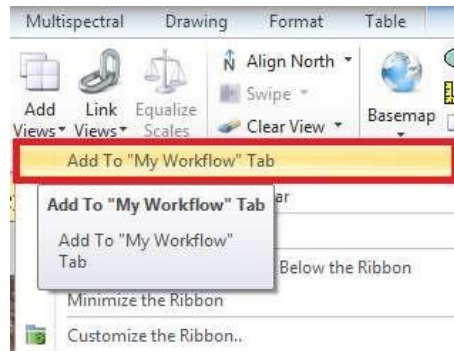 Multispectral Drawing Format Table
Align North
Swipe
Clear View
Add Views
Link Views
Equalize Scales
Basemap
Add To "My Workflow" Tab
Add To "My Workflow" Tab
ar
Add To "My Workflow"
Tab
Below the Ribbon
Minimize the Ribbon
Customize the Ribbon..